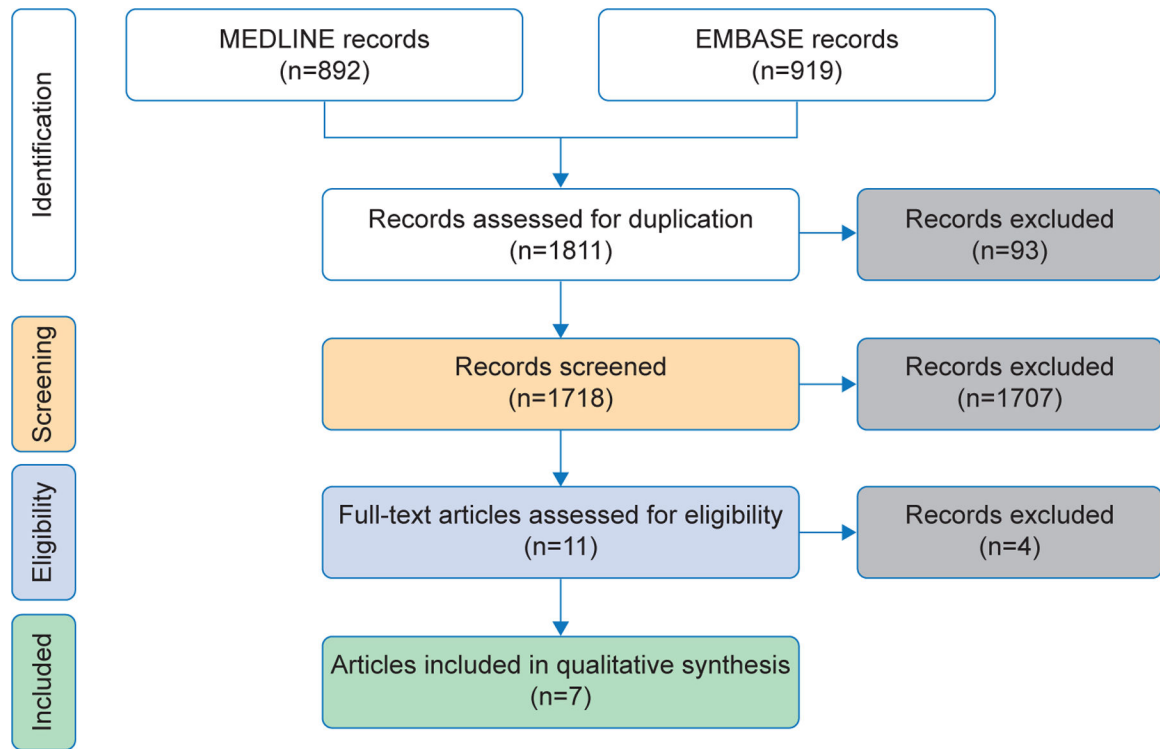 Identification
MEDLINE records
(n=892)
EMBASE records
(n=919)
Records assessed for duplication
(n=1811)
Records excluded
(n=93)
Screening
Records screened
(n=1718)
Records excluded
(n=1707)
Eligibility
Full-text articles assessed for eligibility
(n=11)
Records excluded
(n=4)
Included
Articles included in qualitative synthesis
(n=7)